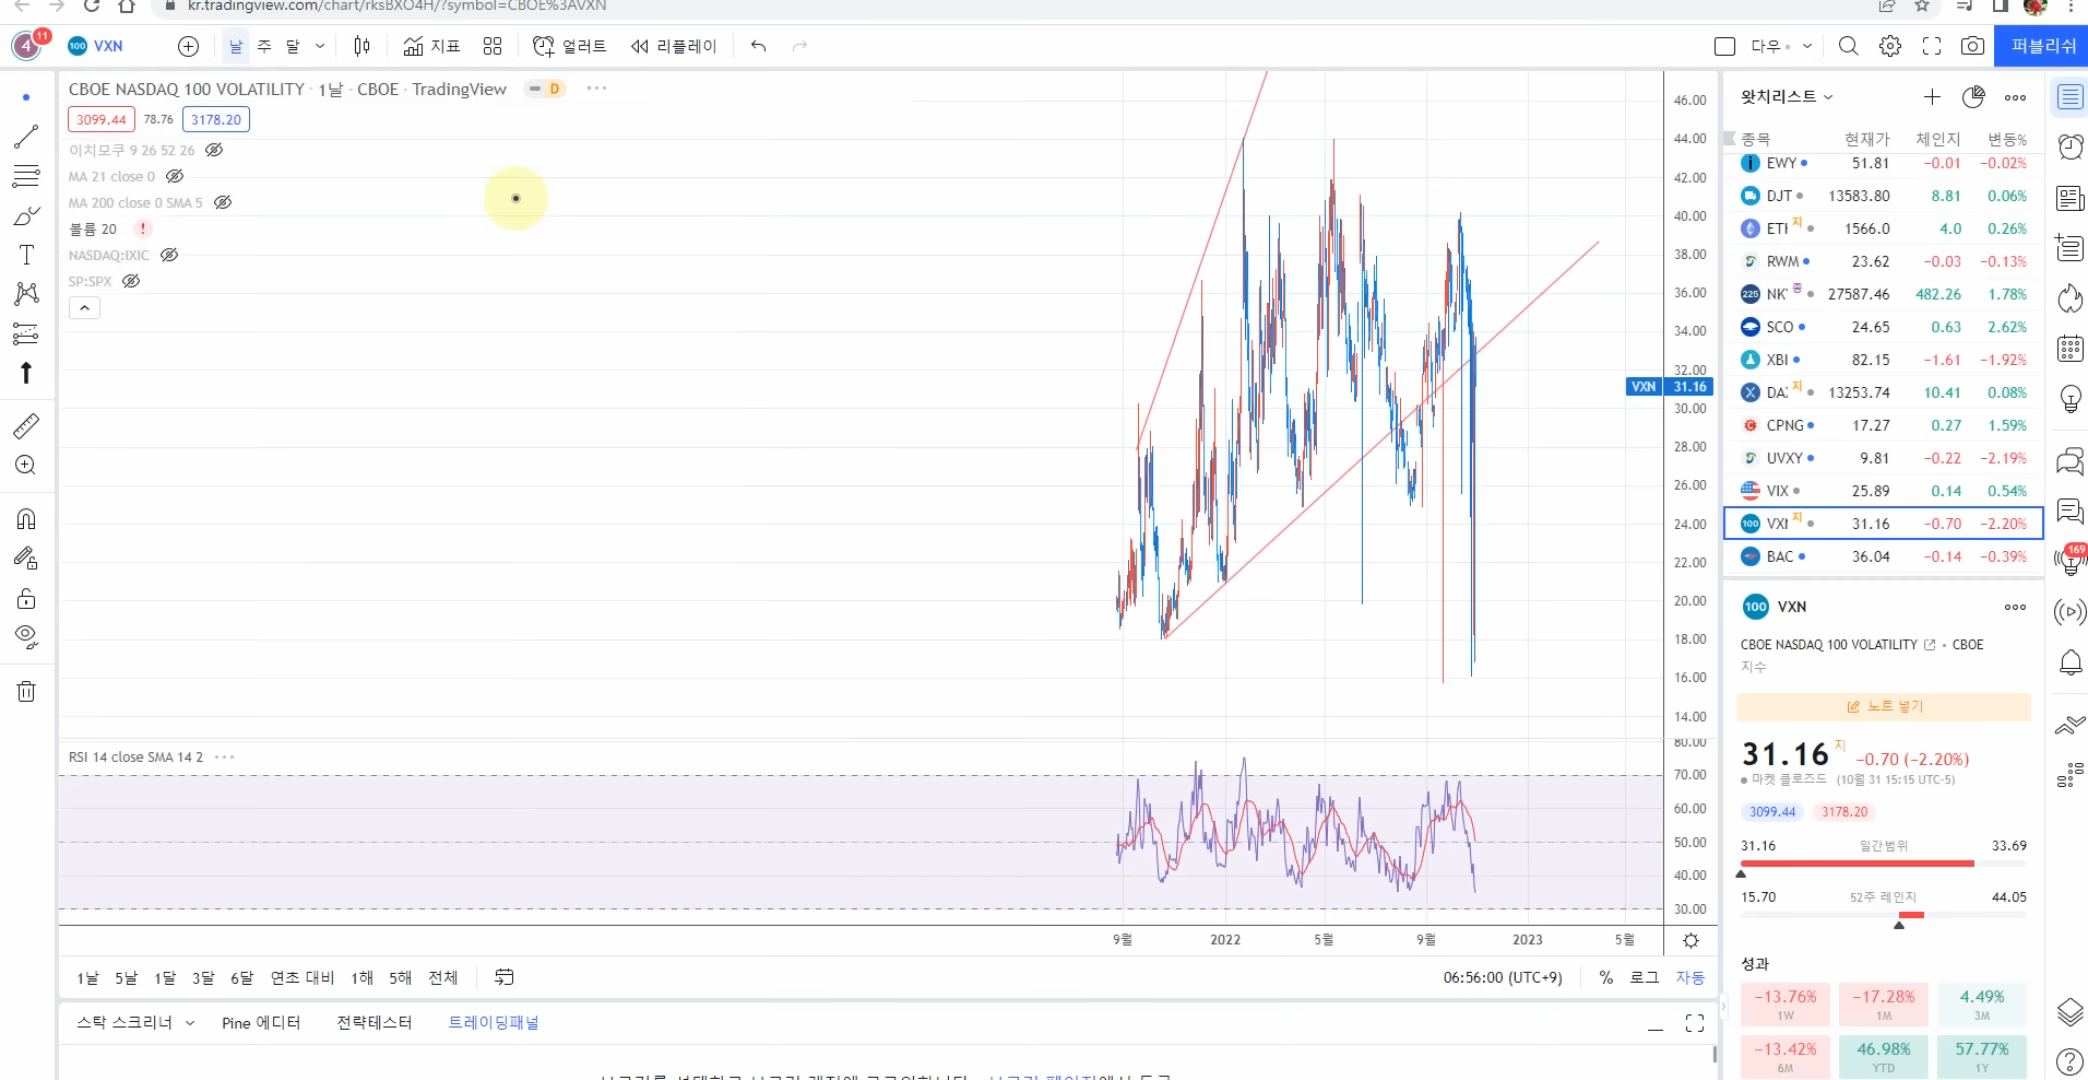 kr.tradingview.com/chart/rksBXO4H/?symbol=CBOE%3AVXN
4 11 100 VXN 날 주 달 지표 얼러트 리플레이 다우 퍼블리쉬
CBOE NASDAQ 100 VOLATILITY · 1날 · CBOE · TradingView D
3099.44 78.76 3178.20
이치모쿠 9 26 52 26
MA 21 close 0
MA 200 close 0 SMA 5
볼륨 20 !
NASDAQ:IXIC
SP:SPX
46.00
44.00
42.00
40.00
38.00
36.00
34.00
32.00
VXN 31.16
30.00
28.00
26.00
24.00
22.00
20.00
18.00
16.00
14.00
RSI 14 close SMA 14 2
80.00
70.00
60.00
50.00
40.00
30.00
9월 2022 5월 9월 2023 5월
1날 5날 1달 3달 6달 연초 대비 1해 5해 전체
06:56:00 (UTC+9) % 로그 자동
스탁 스크리너 Pine 에디터 전략테스터 트레이딩패널
왓치리스트
종목 현재가 체인지 변동%
EWY 51.81 −0.01 −0.02%
DJT 13583.80 8.81 0.06%
ETH 지 1566.0 4.0 0.26%
RWM 23.62 −0.03 −0.13%
225 NK 종 27587.46 482.26 1.78%
SCO 24.65 0.63 2.62%
XBI 82.15 −1.61 −1.92%
DAX 지 13253.74 10.41 0.08%
CPNG 17.27 0.27 1.59%
UVXY 9.81 −0.22 −2.19%
VIX 25.89 0.14 0.54%
100 VXN 지 31.16 −0.70 −2.20%
BAC 36.04 −0.14 −0.39%
100 VXN
CBOE NASDAQ 100 VOLATILITY • CBOE
지수
노트 넣기
31.16 지 −0.70 (−2.20%)
마켓 클로즈드 (10월 31 15:15 UTC-5)
3099.44 3178.20
31.16 일간범위 33.69
15.70 52주 레인지 44.05
성과
−13.76% −17.28% 4.49%
1W 1M 3M
−13.42% 46.98% 57.77%
6M YTD 1Y
169